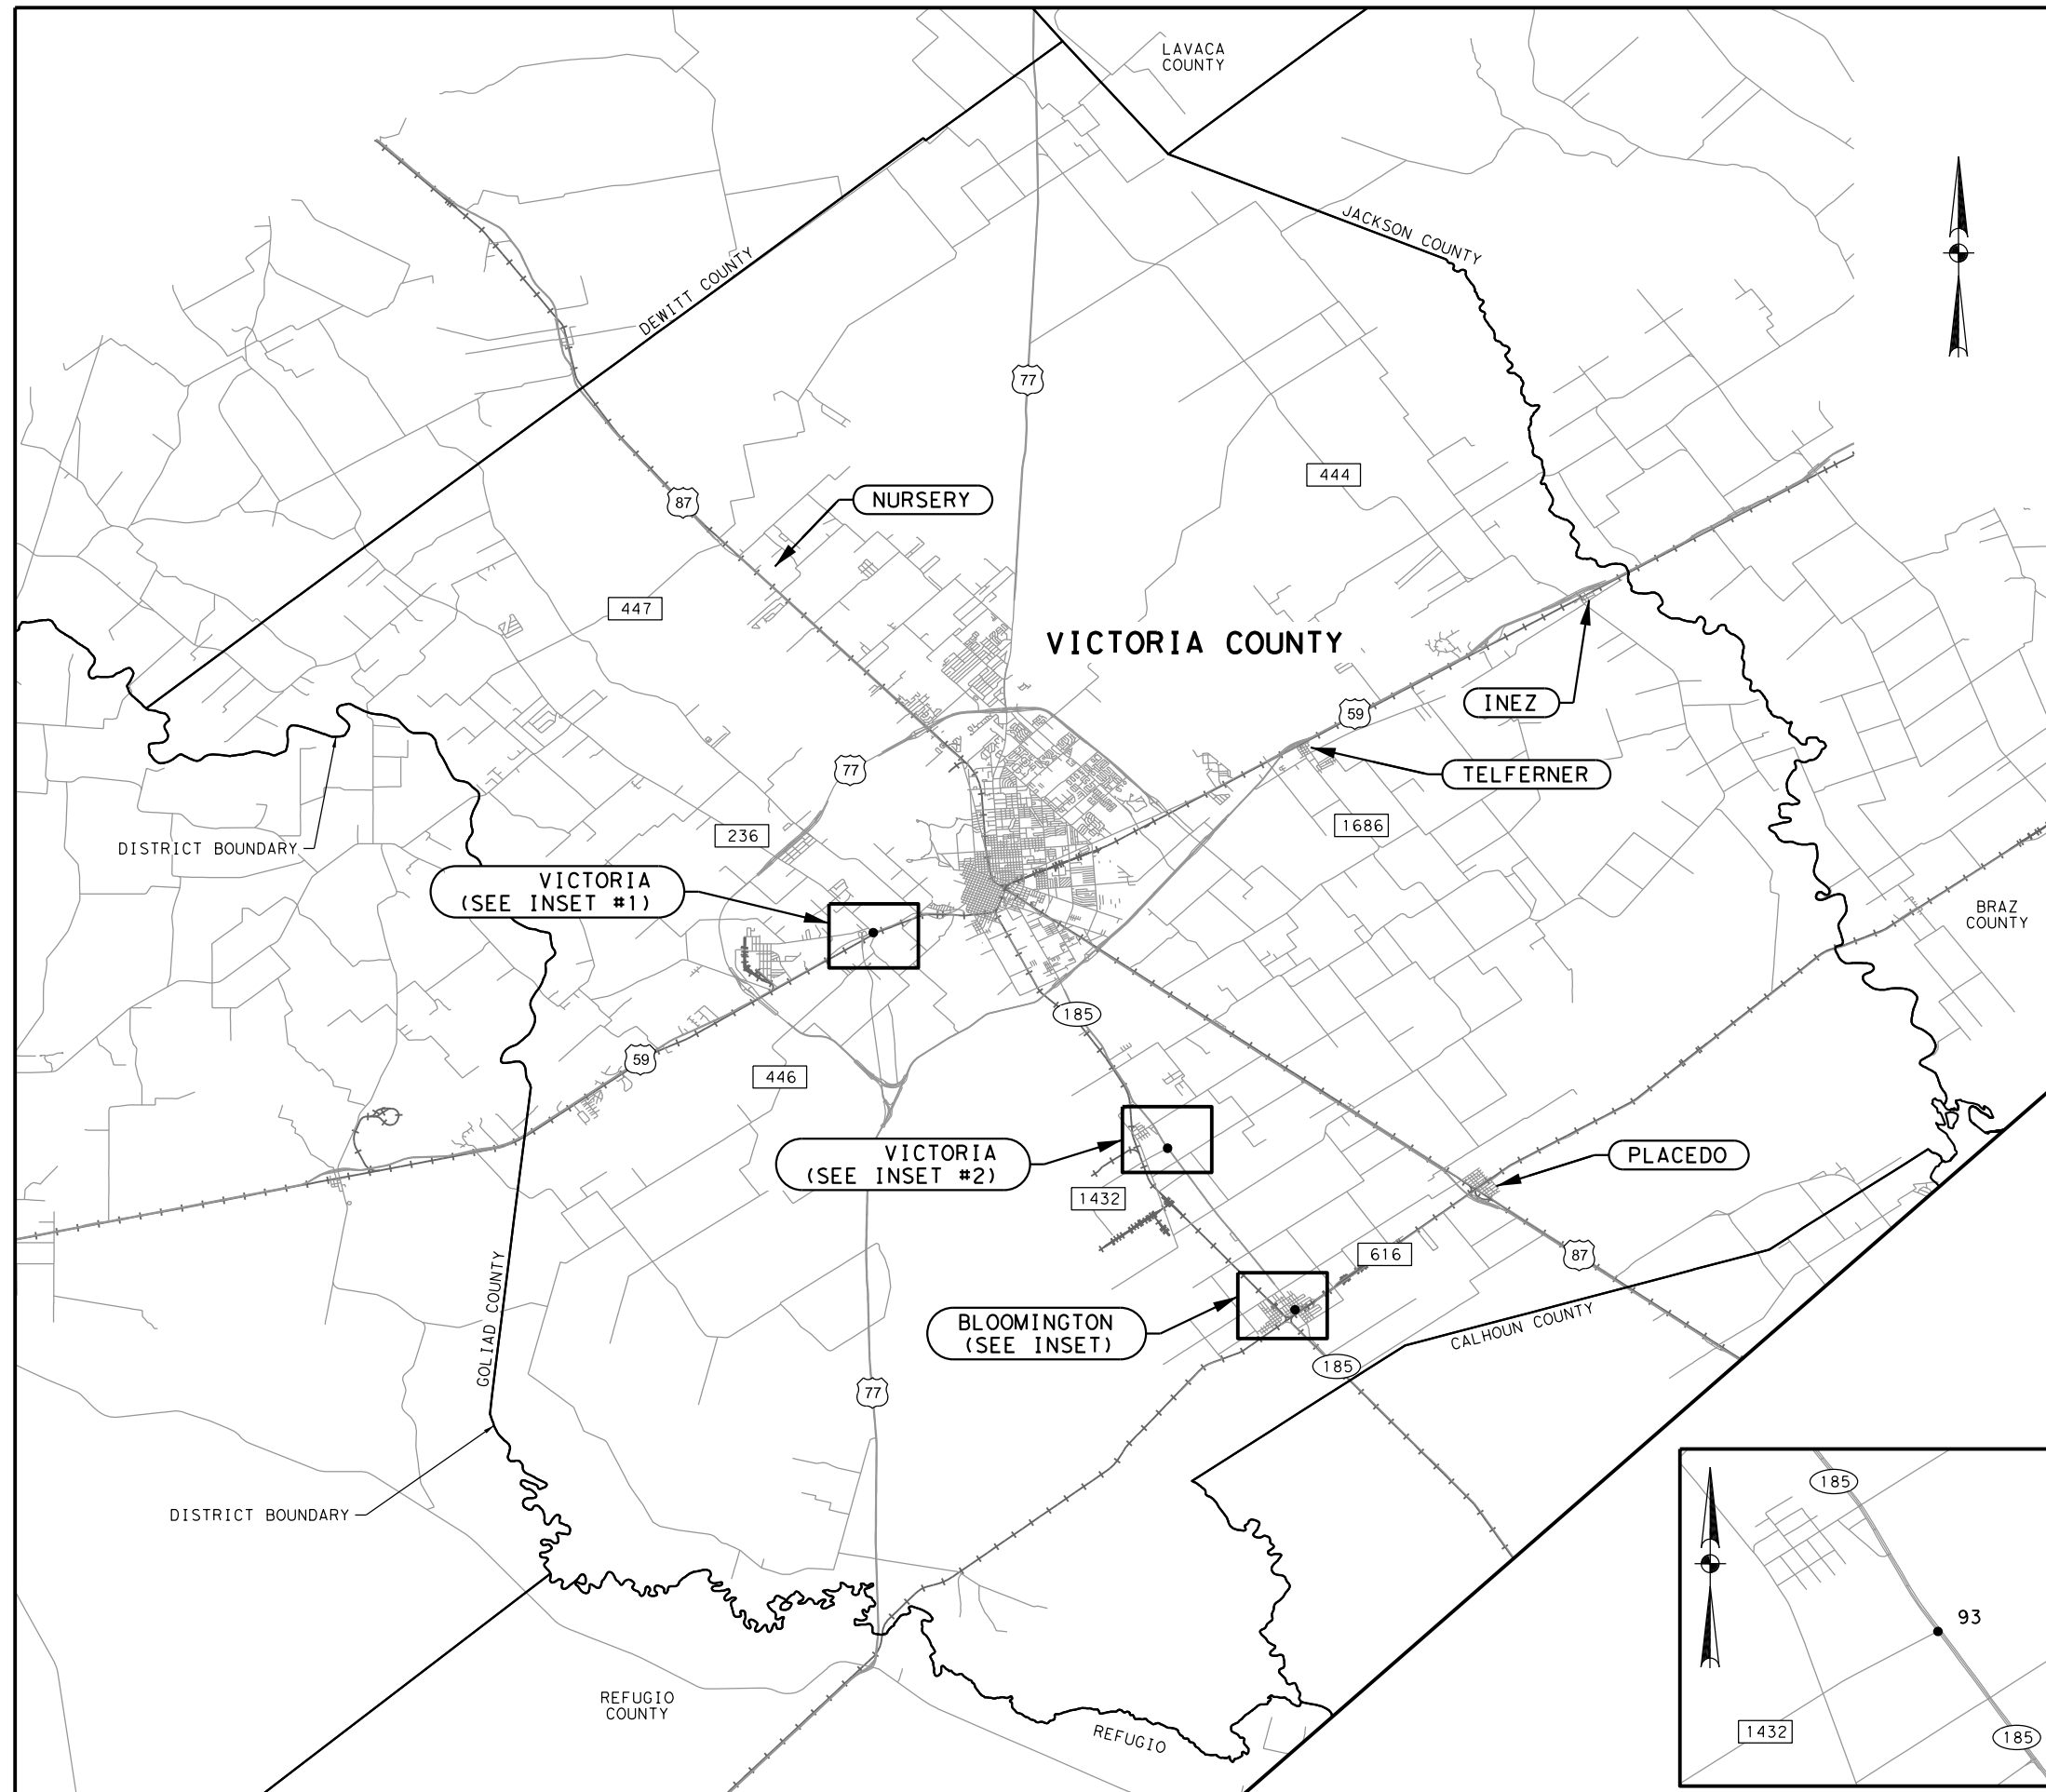 LAVACA
COUNTY
JACKSON COUNTY
DEWITT COUNTY
77
444
87
NURSERY
447
VICTORIA COUNTY
INEZ
59
77
TELFERNER
236
1686
DISTRICT BOUNDARY
VICTORIA
(SEE INSET #1)
BRAZ
COUNTY
185
59
446
VICTORIA
(SEE INSET #2)
PLACEDO
1432
616
87
GOLIAD COUNTY
BLOOMINGTON
(SEE INSET)
CALHOUN COUNTY
185
77
DISTRICT BOUNDARY
185
93
REFUGIO
COUNTY
REFUGIO
1432
185